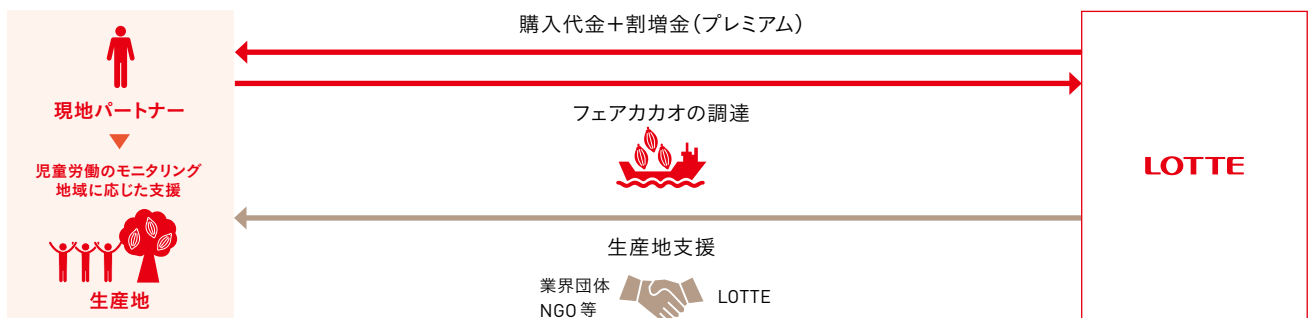 購入代金＋割増金（プレミアム）
現地パートナー
フェアカカオの調達
児童労働のモニタリング
地域に応じた支援
LOTTE
生産地支援
生産地
業界団体
NGO等
LOTTE